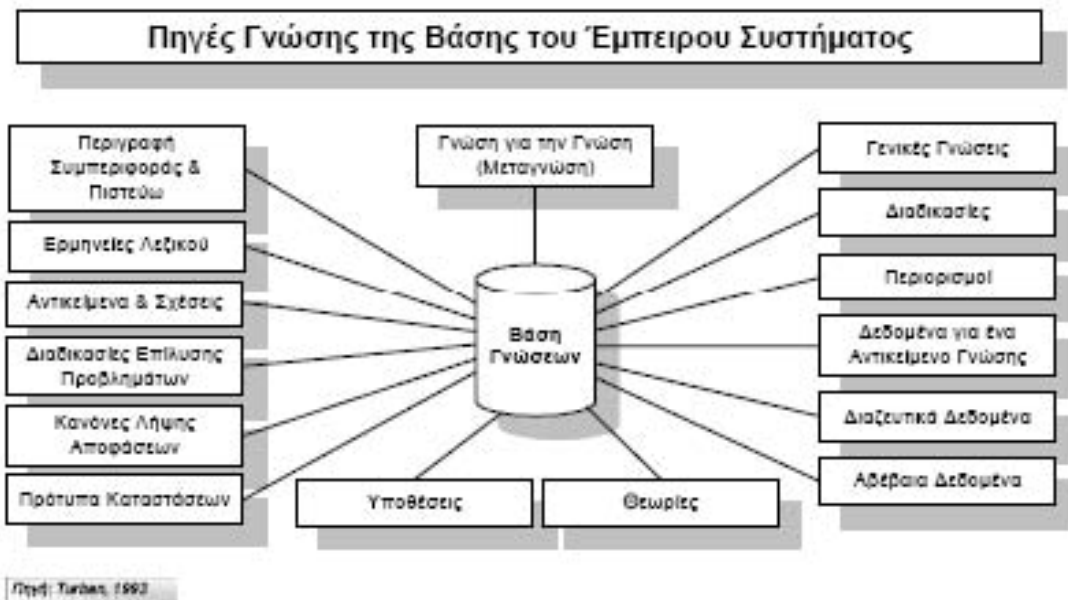 Πηγές Γνώσης της Βάσης του Έμπειρου Συστήματος
Περιγραφή
Συμπεριφοράς &
Πιστεύω
Ερμηνείες Λεξικού
Αντικείμενα & Σχέσεις
Διαδικασίες Επίλυσης
Προβλημάτων
Κανόνες Λήψης
Αποφάσεων
Πρότυπα Καταστάσεων
Γνώση για την Γνώση
(Μεταγνώση)
Βάση
Γνώσεων
Υποθέσεις
Θεωρίες
Γενικές Γνώσεις
Διαδικασίες
Περιορισμοί
Δεδομένα για ένα
Αντικείμενο Γνώσης
Διαζευτικά Δεδομένα
Αβέβαια Δεδομένα
Πηγή: Turban, 1993